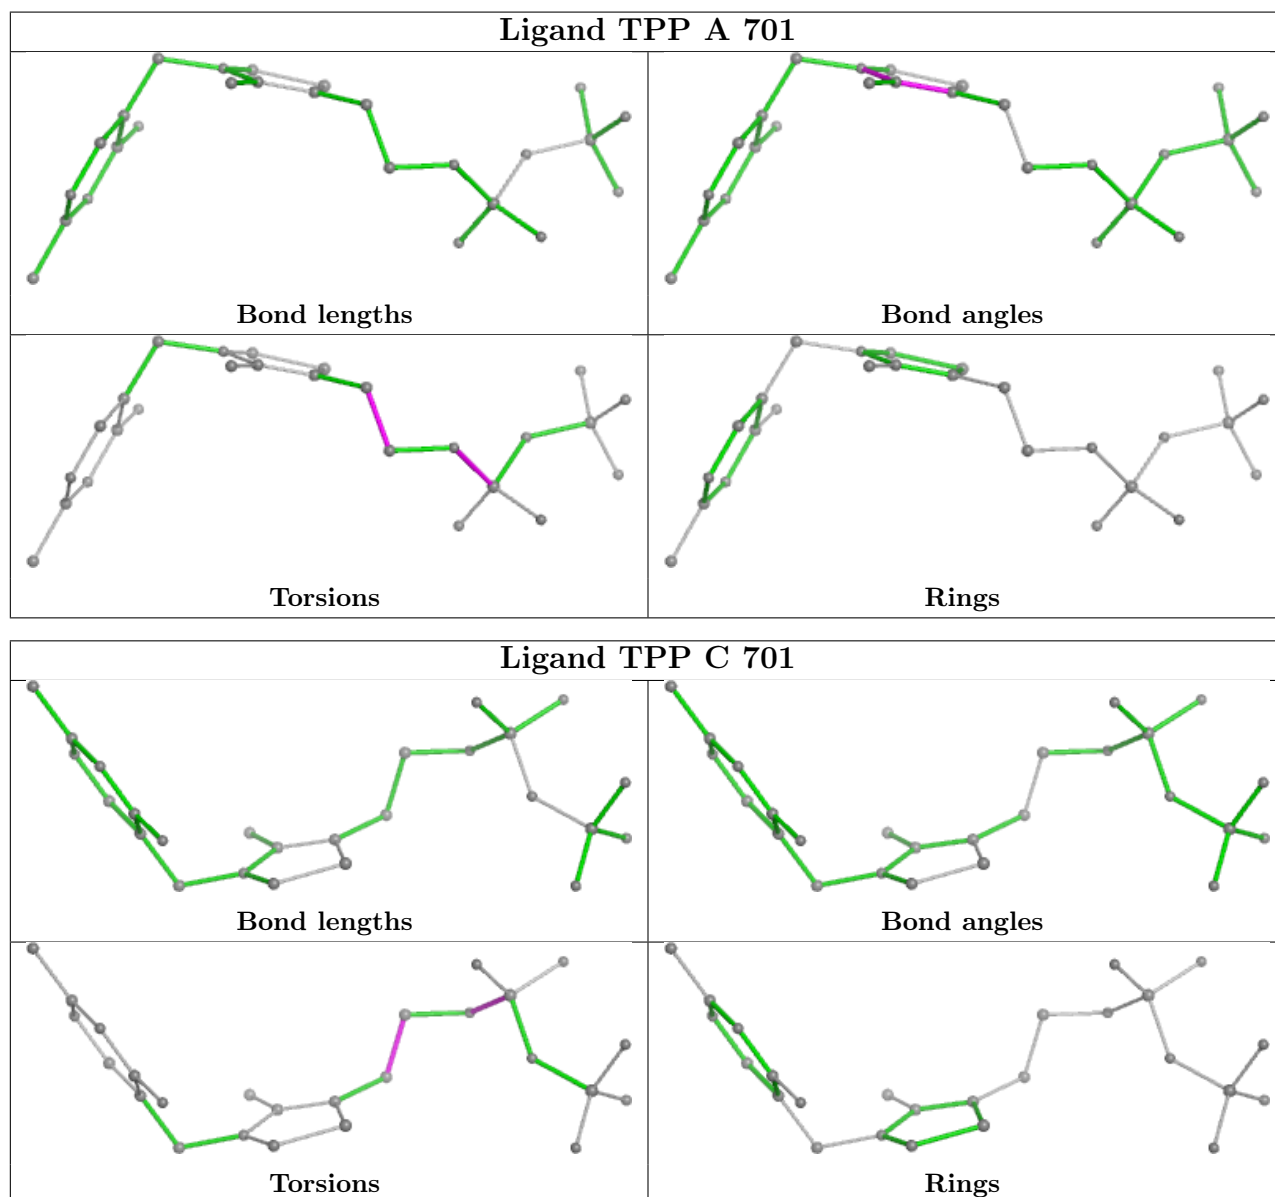 Ligand TPP A 701
Bond lengths
Bond angles
Torsions
Rings
Ligand TPP C 701
Bond lengths
Bond angles
Torsions
Rings